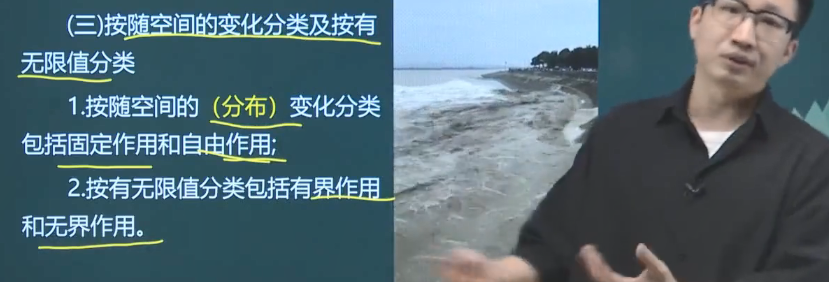 (三)按随空间的变化分类及按有
无限值分类
1.按随空间的（分布）变化分类
包括固定作用和自由作用;
2.按有无限值分类包括有界作用
和无界作用。